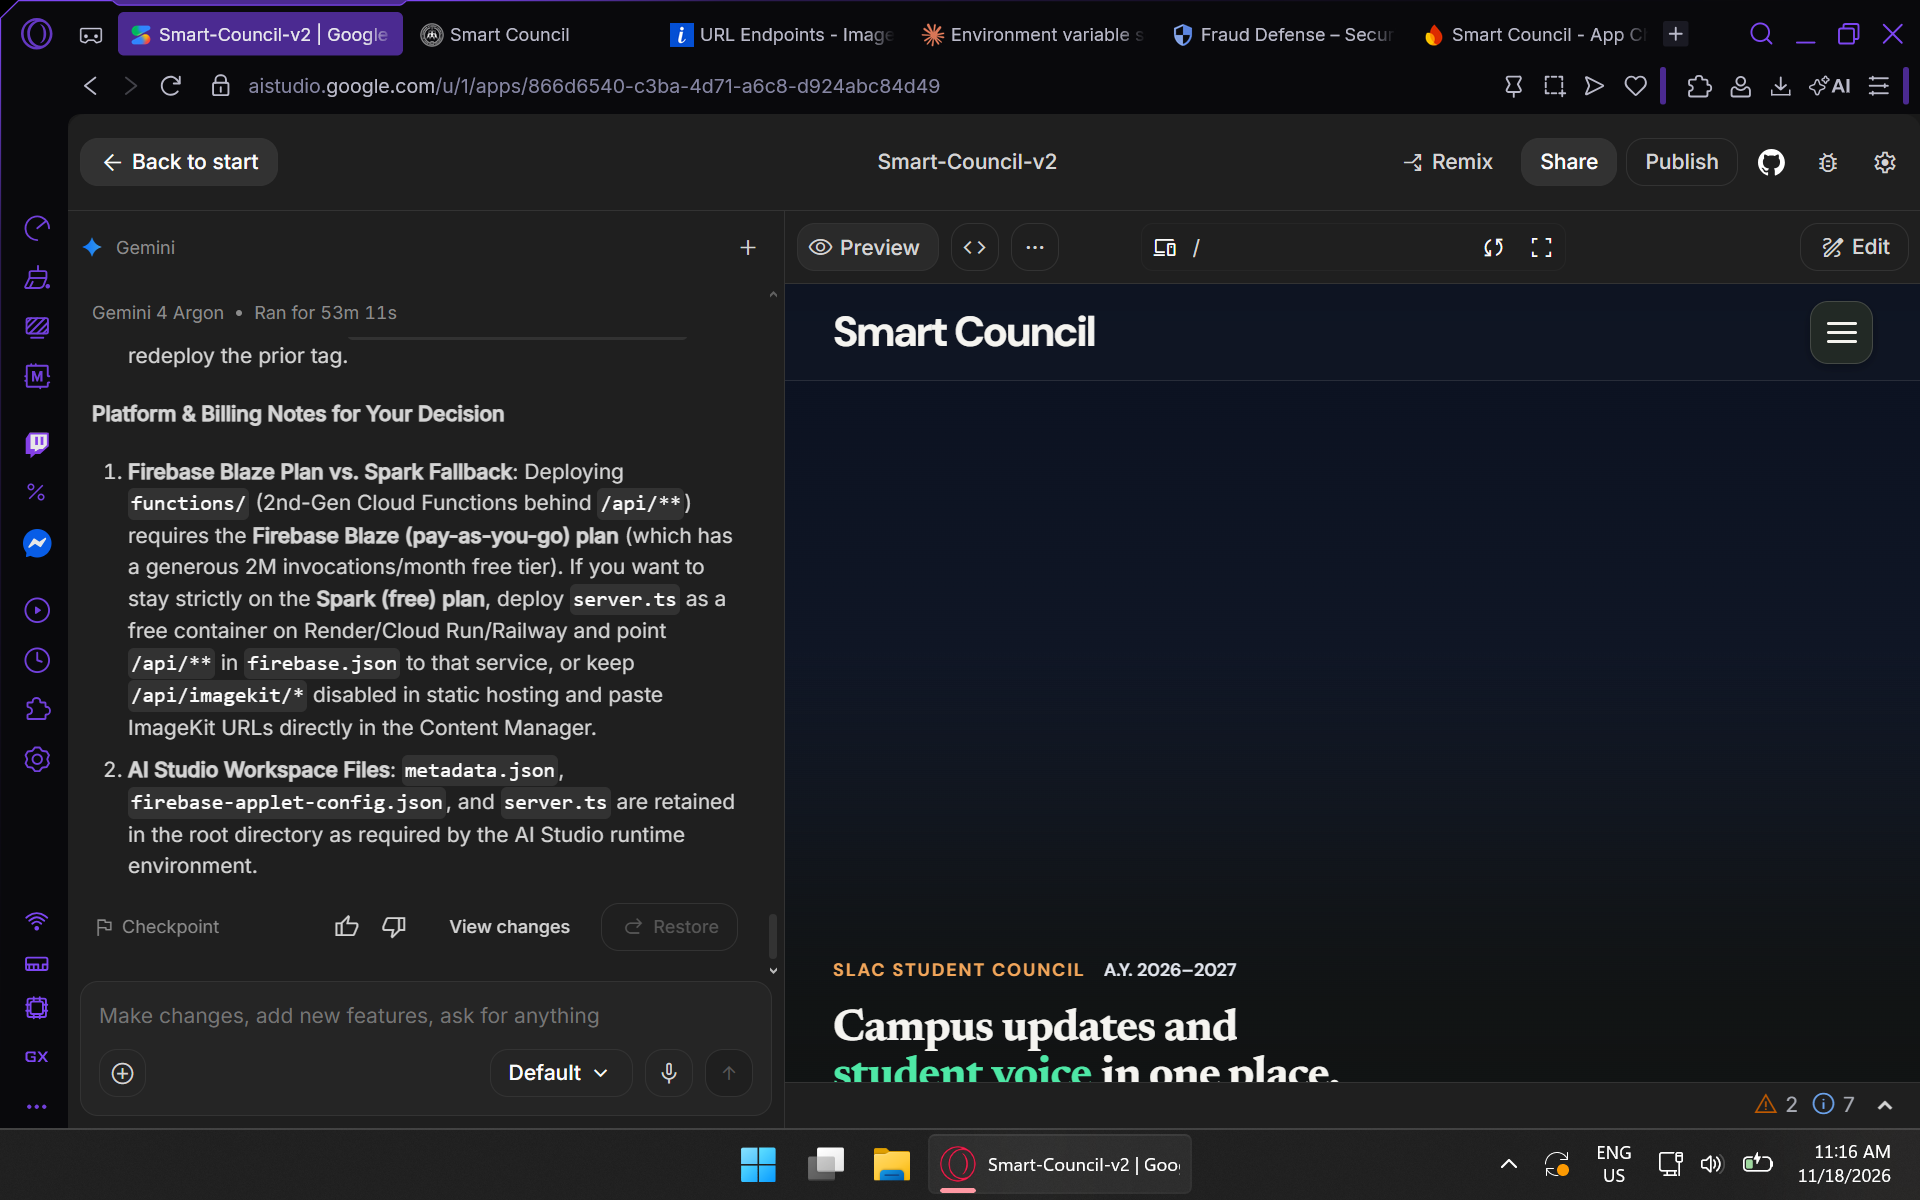 Smart-Council-v2 | Google
Smart Council
URL Endpoints - Image
Environment variable s
Fraud Defense – Secur
Smart Council - App C
aistudio.google.com/u/1/apps/866d6540-c3ba-4d71-a6c8-d924abc84d49
AI
Back to start
Smart-Council-v2
Remix
Share
Publish
Gemini
Preview
/
Edit
Gemini 4 Argon • Ran for 53m 11s
redeploy the prior tag.
Platform & Billing Notes for Your Decision
1. Firebase Blaze Plan vs. Spark Fallback: Deploying
functions/ (2nd-Gen Cloud Functions behind /api/**)
requires the Firebase Blaze (pay-as-you-go) plan (which has
a generous 2M invocations/month free tier). If you want to
stay strictly on the Spark (free) plan, deploy server.ts as a
free container on Render/Cloud Run/Railway and point
/api/** in firebase.json to that service, or keep
/api/imagekit/* disabled in static hosting and paste
ImageKit URLs directly in the Content Manager.
2. AI Studio Workspace Files: metadata.json,
firebase-applet-config.json, and server.ts are retained
in the root directory as required by the AI Studio runtime
environment.
Checkpoint
View changes
Restore
Make changes, add new features, ask for anything
Default
Smart Council
SLAC STUDENT COUNCIL A.Y. 2026–2027
Campus updates and
student voice in one place.
2
7
M
GX
Smart-Council-v2 | Goo
ENG
US
11:16 AM
11/18/2026